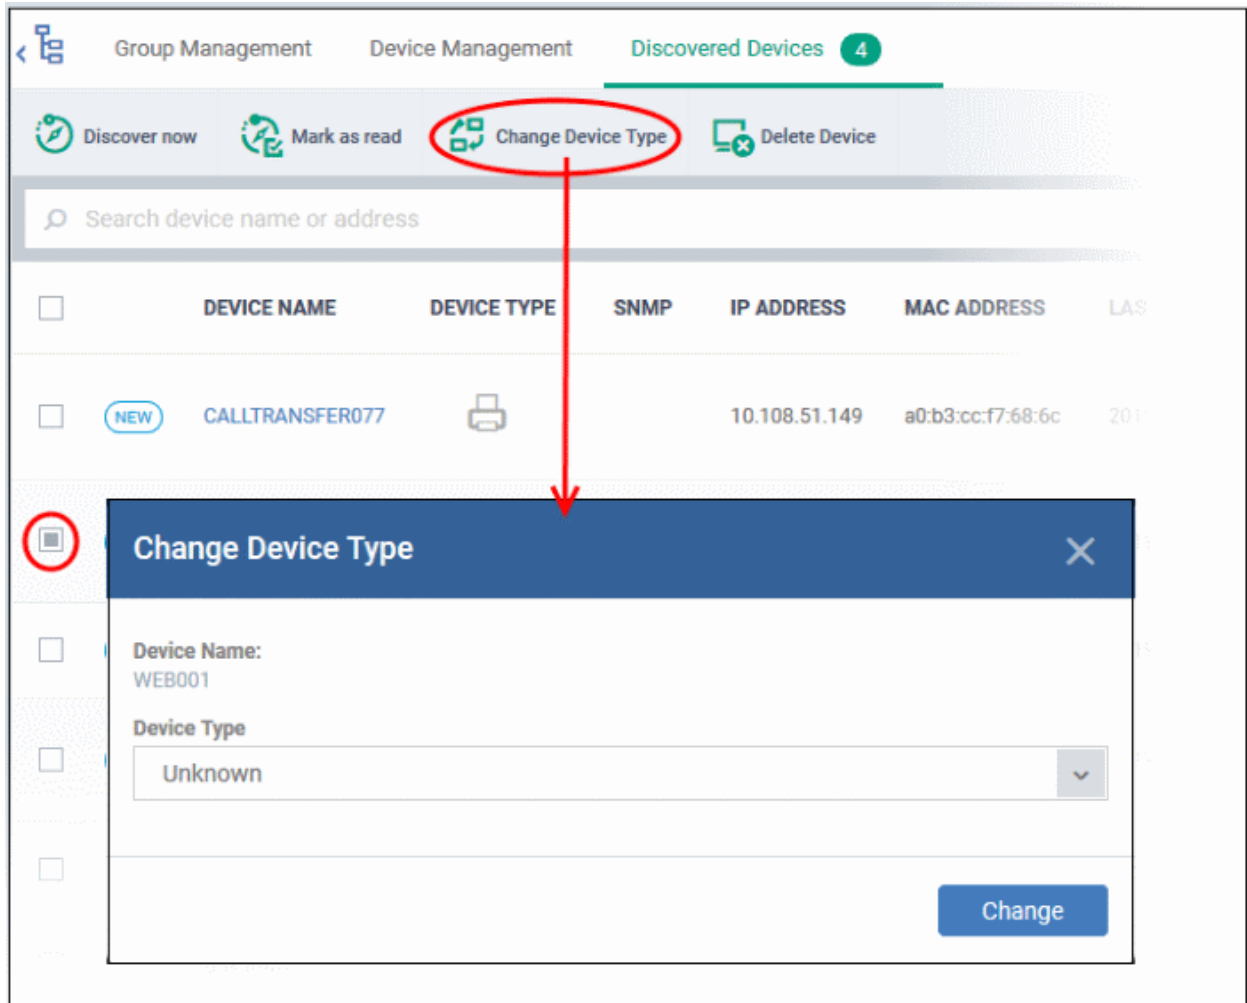 Group Management Device Management Discovered Devices 4
Discover now Mark as read Change Device Type Delete Device
Search device name or address
DEVICE NAME DEVICE TYPE SNMP IP ADDRESS MAC ADDRESS LAS
NEW CALLTRANSFER077 10.108.51.149 a0:b3:cc:f7:68:6c 201
Change Device Type
Device Name:
WEB001
Device Type
Unknown
Change